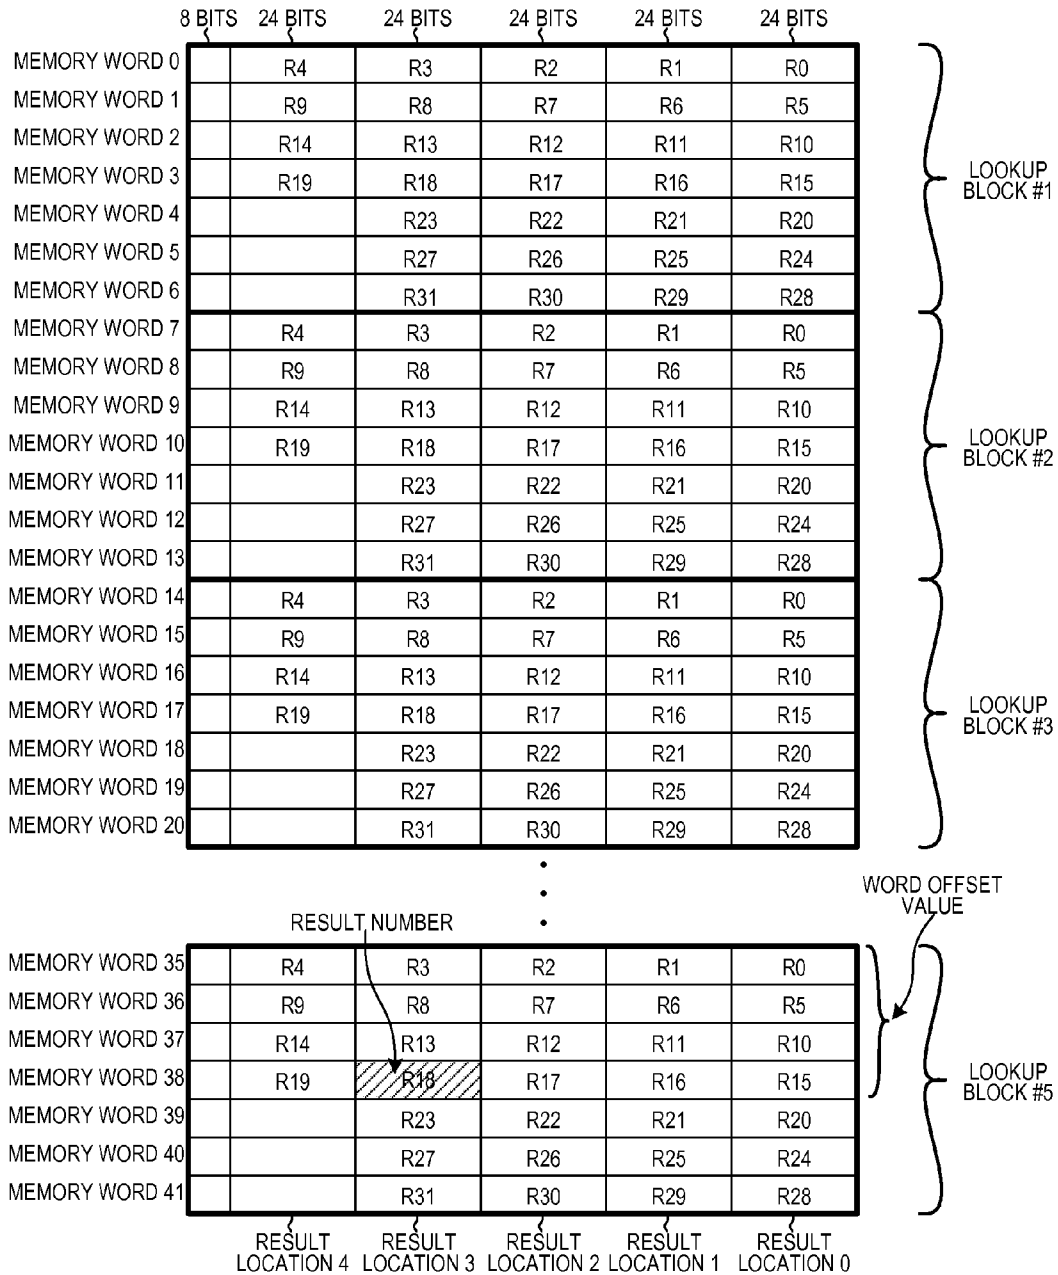 8 BITS 24 BITS 24 BITS 24 BITS 24 BITS 24 BITS
MEMORY WORD 0 R4 R3 R2 R1 R0
MEMORY WORD 1 R9 R8 R7 R6 R5
MEMORY WORD 2 R14 R13 R12 R11 R10
MEMORY WORD 3 R19 R18 R17 R16 R15
MEMORY WORD 4 R23 R22 R21 R20
MEMORY WORD 5 R27 R26 R25 R24
MEMORY WORD 6 R31 R30 R29 R28
LOOKUP
BLOCK #1
MEMORY WORD 7 R4 R3 R2 R1 R0
MEMORY WORD 8 R9 R8 R7 R6 R5
MEMORY WORD 9 R14 R13 R12 R11 R10
MEMORY WORD 10 R19 R18 R17 R16 R15
MEMORY WORD 11 R23 R22 R21 R20
MEMORY WORD 12 R27 R26 R25 R24
MEMORY WORD 13 R31 R30 R29 R28
LOOKUP
BLOCK #2
MEMORY WORD 14 R4 R3 R2 R1 R0
MEMORY WORD 15 R9 R8 R7 R6 R5
MEMORY WORD 16 R14 R13 R12 R11 R10
MEMORY WORD 17 R19 R18 R17 R16 R15
MEMORY WORD 18 R23 R22 R21 R20
MEMORY WORD 19 R27 R26 R25 R24
MEMORY WORD 20 R31 R30 R29 R28
LOOKUP
BLOCK #3
WORD OFFSET
VALUE
RESULT NUMBER
MEMORY WORD 35 R4 R3 R2 R1 R0
MEMORY WORD 36 R9 R8 R7 R6 R5
MEMORY WORD 37 R14 R13 R12 R11 R10
MEMORY WORD 38 R19 R18 R17 R16 R15
MEMORY WORD 39 R23 R22 R21 R20
MEMORY WORD 40 R27 R26 R25 R24
MEMORY WORD 41 R31 R30 R29 R28
LOOKUP
BLOCK #5
RESULT RESULT RESULT RESULT RESULT
LOCATION 4 LOCATION 3 LOCATION 2 LOCATION 1 LOCATION 0